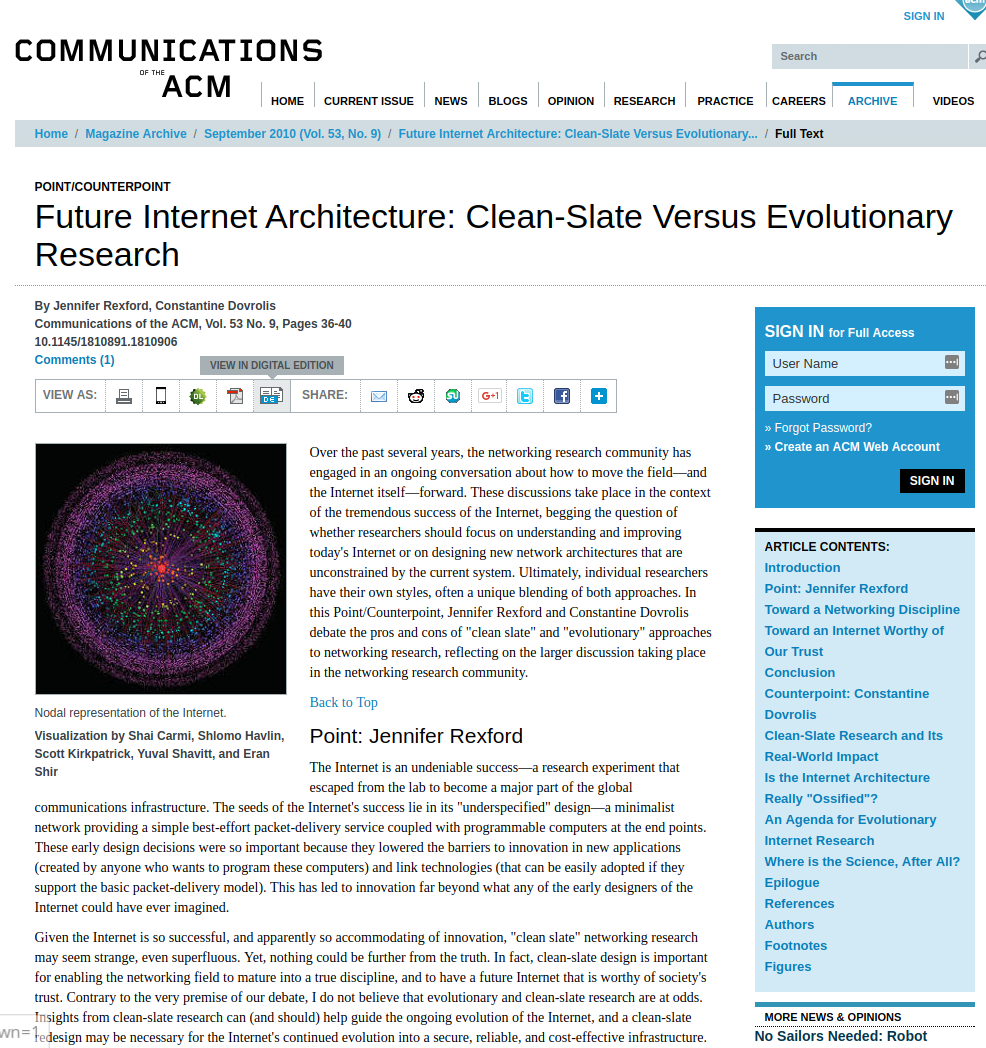 SIGN IN
acm
COMMUNICATIONS
OF THE
ACM
Search
HOME CURRENT ISSUE NEWS BLOGS OPINION RESEARCH PRACTICE CAREERS ARCHIVE VIDEOS
Home / Magazine Archive / September 2010 (Vol. 53, No. 9) / Future Internet Architecture: Clean-Slate Versus Evolutionary... / Full Text
POINT/COUNTERPOINT
Future Internet Architecture: Clean-Slate Versus Evolutionary
Research
By Jennifer Rexford, Constantine Dovrolis
Communications of the ACM, Vol. 53 No. 9, Pages 36-40
10.1145/1810891.1810906
Comments (1)
VIEW IN DIGITAL EDITION
VIEW AS: DL DE SHARE: G+1
Over the past several years, the networking research community has
engaged in an ongoing conversation about how to move the field—and
the Internet itself—forward. These discussions take place in the context
of the tremendous success of the Internet, begging the question of
whether researchers should focus on understanding and improving
today's Internet or on designing new network architectures that are
unconstrained by the current system. Ultimately, individual researchers
have their own styles, often a unique blending of both approaches. In
this Point/Counterpoint, Jennifer Rexford and Constantine Dovrolis
debate the pros and cons of "clean slate" and "evolutionary" approaches
to networking research, reflecting on the larger discussion taking place
in the networking research community.
Back to Top
Nodal representation of the Internet.
Visualization by Shai Carmi, Shlomo Havlin,
Scott Kirkpatrick, Yuval Shavitt, and Eran
Shir
Point: Jennifer Rexford
The Internet is an undeniable success—a research experiment that
escaped from the lab to become a major part of the global
communications infrastructure. The seeds of the Internet's success lie in its "underspecified" design—a minimalist
network providing a simple best-effort packet-delivery service coupled with programmable computers at the end points.
These early design decisions were so important because they lowered the barriers to innovation in new applications
(created by anyone who wants to program these computers) and link technologies (that can be easily adopted if they
support the basic packet-delivery model). This has led to innovation far beyond what any of the early designers of the
Internet could have ever imagined.
Given the Internet is so successful, and apparently so accommodating of innovation, "clean slate" networking research
may seem strange, even superfluous. Yet, nothing could be further from the truth. In fact, clean-slate design is important
for enabling the networking field to mature into a true discipline, and to have a future Internet that is worthy of society's
trust. Contrary to the very premise of our debate, I do not believe that evolutionary and clean-slate research are at odds.
Insights from clean-slate research can (and should) help guide the ongoing evolution of the Internet, and a clean-slate
redesign may be necessary for the Internet's continued evolution into a secure, reliable, and cost-effective infrastructure.
wn=1
SIGN IN for Full Access
User Name
Password
» Forgot Password?
» Create an ACM Web Account
SIGN IN
ARTICLE CONTENTS:
Introduction
Point: Jennifer Rexford
Toward a Networking Discipline
Toward an Internet Worthy of
Our Trust
Conclusion
Counterpoint: Constantine
Dovrolis
Clean-Slate Research and Its
Real-World Impact
Is the Internet Architecture
Really "Ossified"?
An Agenda for Evolutionary
Internet Research
Where is the Science, After All?
Epilogue
References
Authors
Footnotes
Figures
MORE NEWS & OPINIONS
No Sailors Needed: Robot